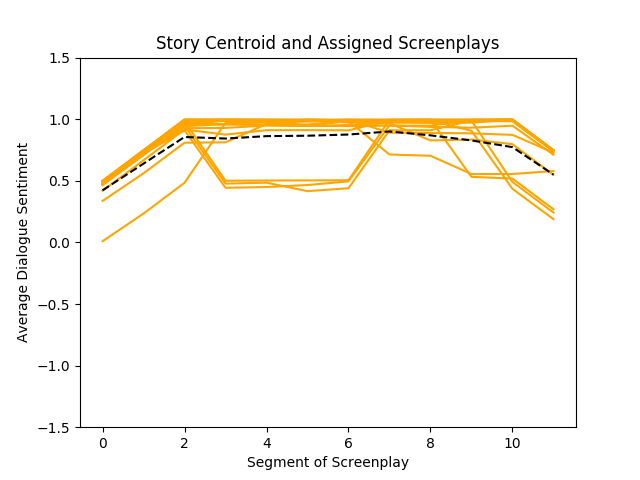 Story Centroid and Assigned Screenplays
1.5
1.0
0.5
0.0
−0.5
−1.0
−1.5
Average Dialogue Sentiment
0 2 4 6 8 10
Segment of Screenplay